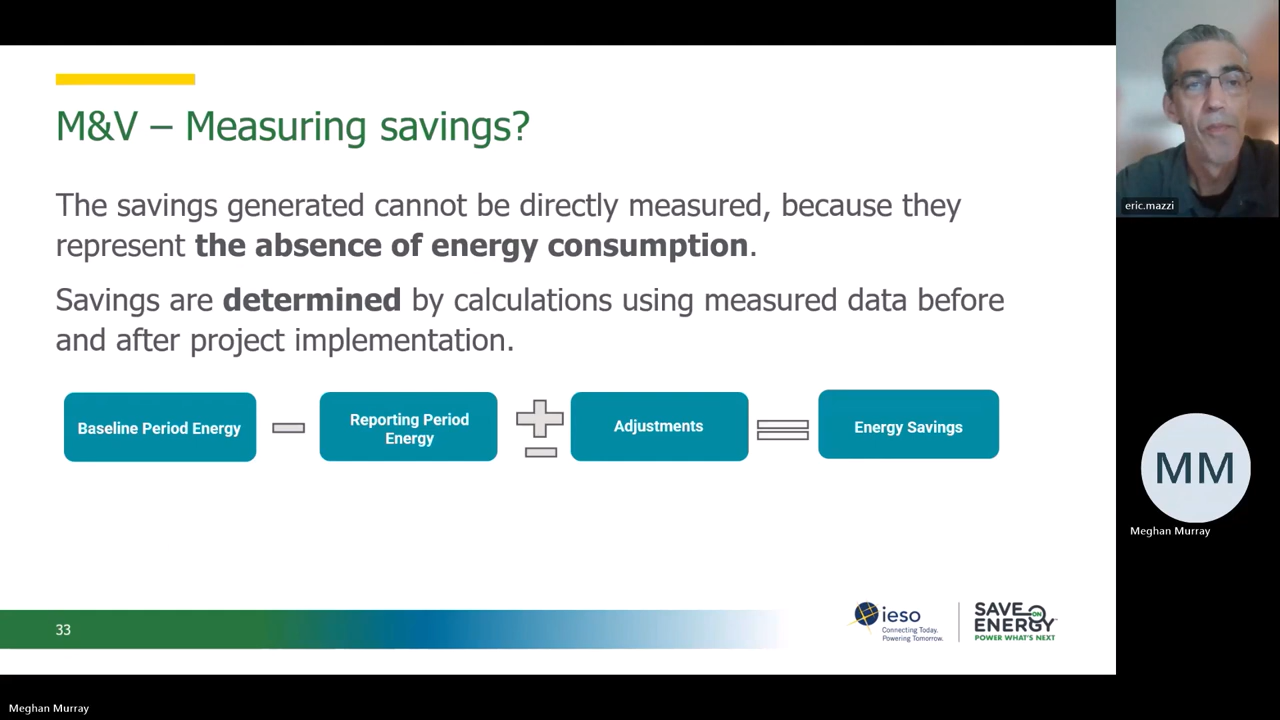 M&V – Measuring savings?
The savings generated cannot be directly measured, because they
represent the absence of energy consumption.
Savings are determined by calculations using measured data before
and after project implementation.
Baseline Period Energy
Reporting Period
Energy
Adjustments
Energy Savings
33
ieso
Connecting Today.
Powering Tomorrow.
SAVE ON
ENERGY
POWER WHAT'S NEXT
eric.mazzi
MM
Meghan Murray
Meghan Murray